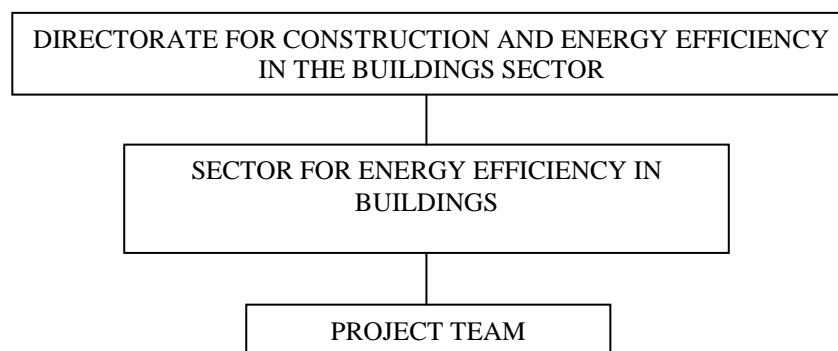 DIRECTORATE FOR CONSTRUCTION AND ENERGY EFFICIENCY
IN THE BUILDINGS SECTOR
SECTOR FOR ENERGY EFFICIENCY IN
BUILDINGS
PROJECT TEAM